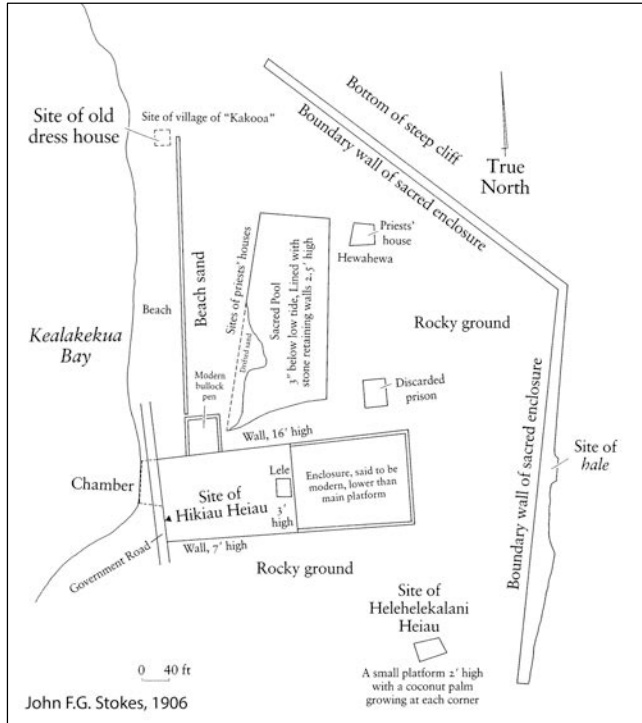 Site of old
dress house
Site of village of "Kakooa"
Bottom of steep cliff
Boundary wall of sacred enclosure
True
North
Priests'
house
Hewahewa
Beach
Beach sand
Sites of priests' houses
Drifted sand
Sacred Pool
3" below low tide, Lined with
stone retaining walls 2.5' high
Rocky ground
Kealakekua
Bay
Modern
bullock
pen
Discarded
prison
Boundary wall of sacred enclosure
Site of
hale
Wall, 16' high
Chamber
Site of
Hikiau Heiau
Lele
3'
high
Enclosure, said to be
modern, lower than
main platform
Wall, 7' high
Government Road
Rocky ground
Site of
Helehelekalani
Heiau
A small platform 2' high
with a coconut palm
growing at each corner
0 40 ft
John F.G. Stokes, 1906